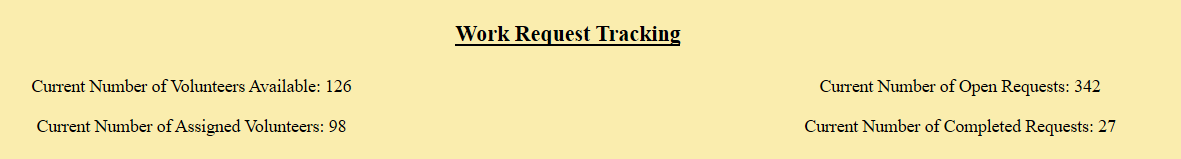 Work Request Tracking
Current Number of Volunteers Available: 126
Current Number of Open Requests: 342
Current Number of Assigned Volunteers: 98
Current Number of Completed Requests: 27